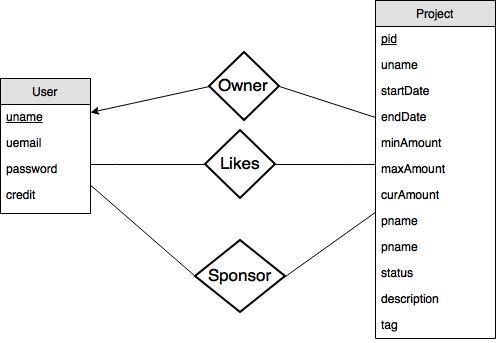 User
uname
uemail
password
credit
Owner
Likes
Sponsor
Project
pid
uname
startDate
endDate
minAmount
maxAmount
curAmount
pname
pname
status
description
tag